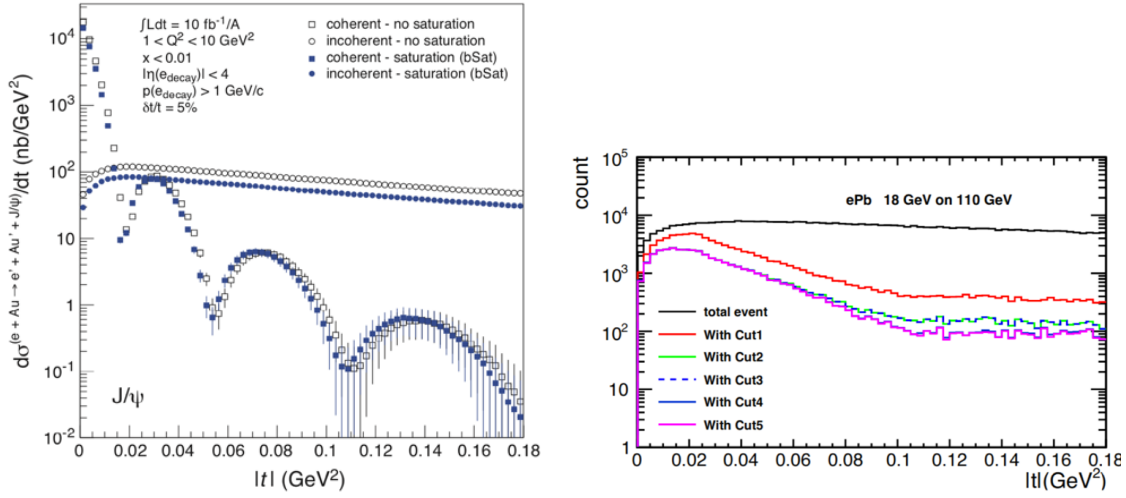 ∫Ldt = 10 fb⁻¹/A
1 < Q² < 10 GeV²
x < 0.01
|η(e_decay)| < 4
p(e_decay) > 1 GeV/c
δt/t = 5%
coherent - no saturation
incoherent - no saturation
coherent - saturation (bSat)
incoherent - saturation (bSat)
dσ(e + Au → e' + Au' + J/ψ)/dt (nb/GeV²)
10⁴
10³
10²
10
1
10⁻¹
10⁻²
J/ψ
0
0.02
0.04
0.06
0.08
0.10
0.12
0.14
0.16
0.18
|t| (GeV²)
count
10⁵
10⁴
10³
10²
10
1
ePb 18 GeV on 110 GeV
total event
With Cut1
With Cut2
With Cut3
With Cut4
With Cut5
0
0.02
0.04
0.06
0.08
0.1
0.12
0.14
0.16
0.18
|t|(GeV²)